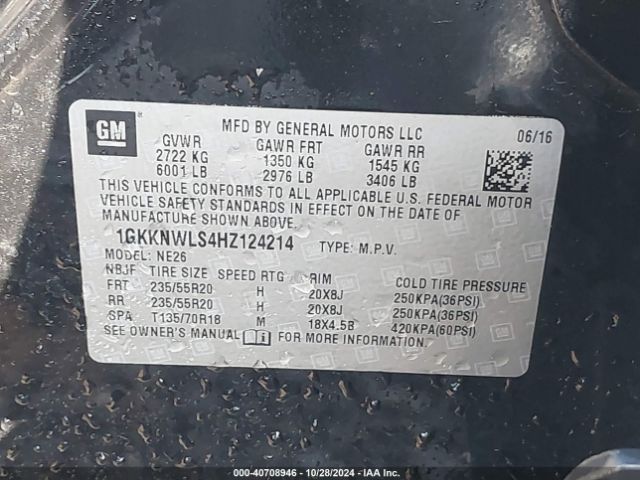 GM
MFD BY GENERAL MOTORS LLC 06/16
GVWR GAWR FRT GAWR RR
2722 KG 1350 KG 1545 KG
6001 LB 2976 LB 3406 LB
THIS VEHICLE CONFORMS TO ALL APPLICABLE U.S. FEDERAL MOTOR
VEHICLE SAFETY STANDARDS IN EFFECT ON THE DATE OF
MANUFACTURE SHOWN ABOVE.
1GKKNWLS4HZ124214 TYPE: M.P.V.
MODEL: NE26
NBJF TIRE SIZE SPEED RTG RIM COLD TIRE PRESSURE
FRT 235/55R20 H 20X8J 250KPA(36PSI)
RR 235/55R20 H 20X8J 250KPA(36PSI)
SPA T135/70R18 M 18X4.5B 420KPA(60PSI)
SEE OWNER'S MANUAL FOR MORE INFORMATION.
000-40708946 • 10/28/2024 • IAA Inc.